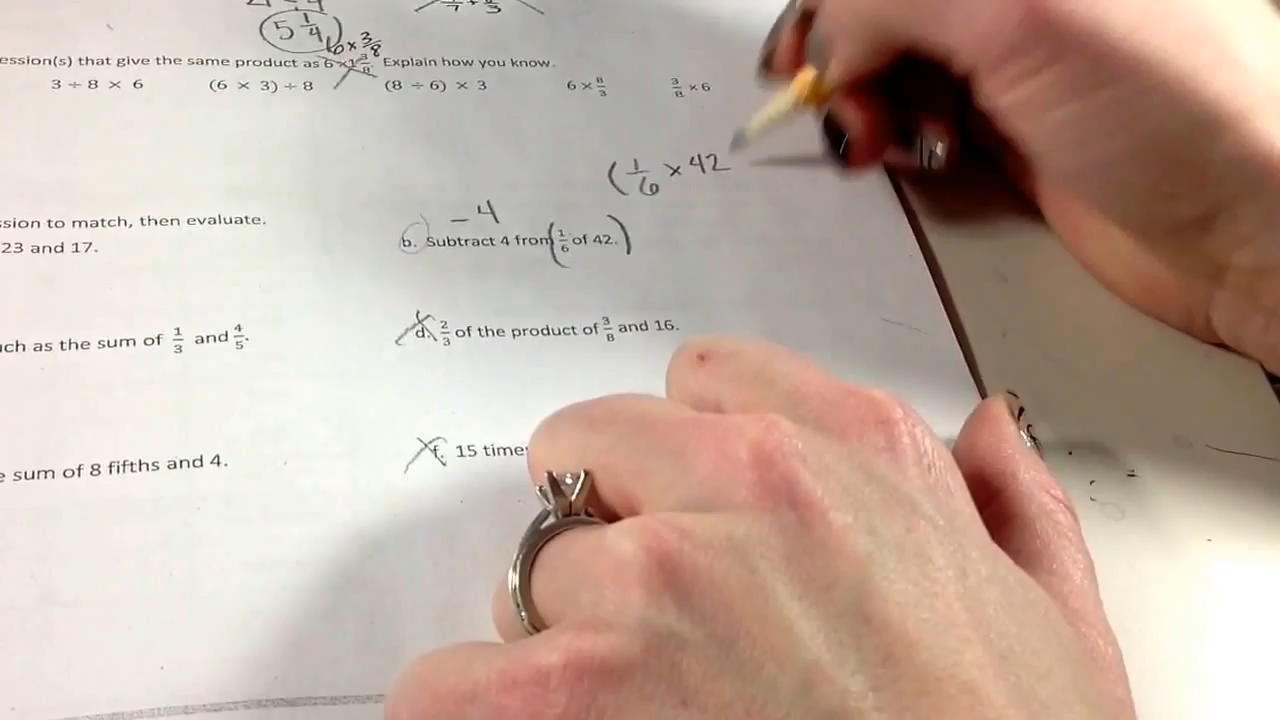 5 1/4
6 × 3/8
ession(s) that give the same product as 6 × 1 3/8. Explain how you know.
3 ÷ 8 × 6 (6 × 3) ÷ 8 (8 ÷ 6) × 3 6 × 8/3 3/8 × 6
(1/6 × 42
- 4
ssion to match, then evaluate.
23 and 17.
b. Subtract 4 from (1/6 of 42.)
uch as the sum of 1/3 and 4/5.
d. 2/3 of the product of 3/8 and 16.
e sum of 8 fifths and 4.
f. 15 time